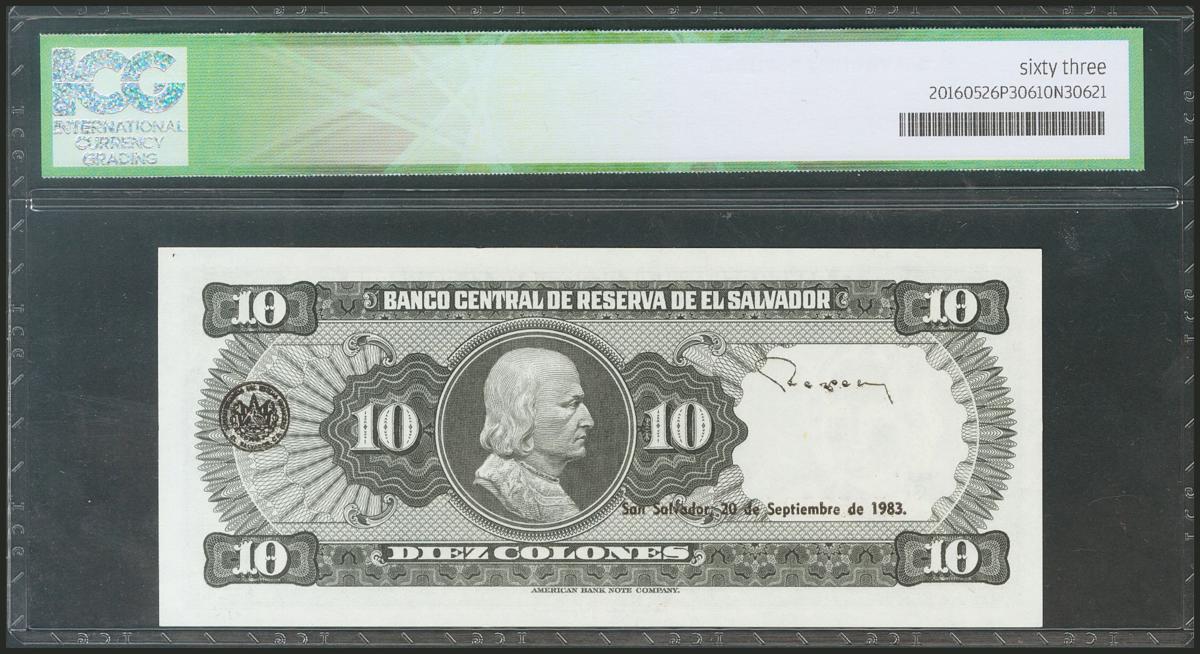 ICG
INTERNATIONAL
CURRENCY
GRADING
sixty three
20160526P30610N30621
10
BANCO CENTRAL DE RESERVA DE EL SALVADOR
10
10
10
San Salvador, 20 de Septiembre de 1983.
10
DIEZ COLONES
10
AMERICAN BANK NOTE COMPANY.